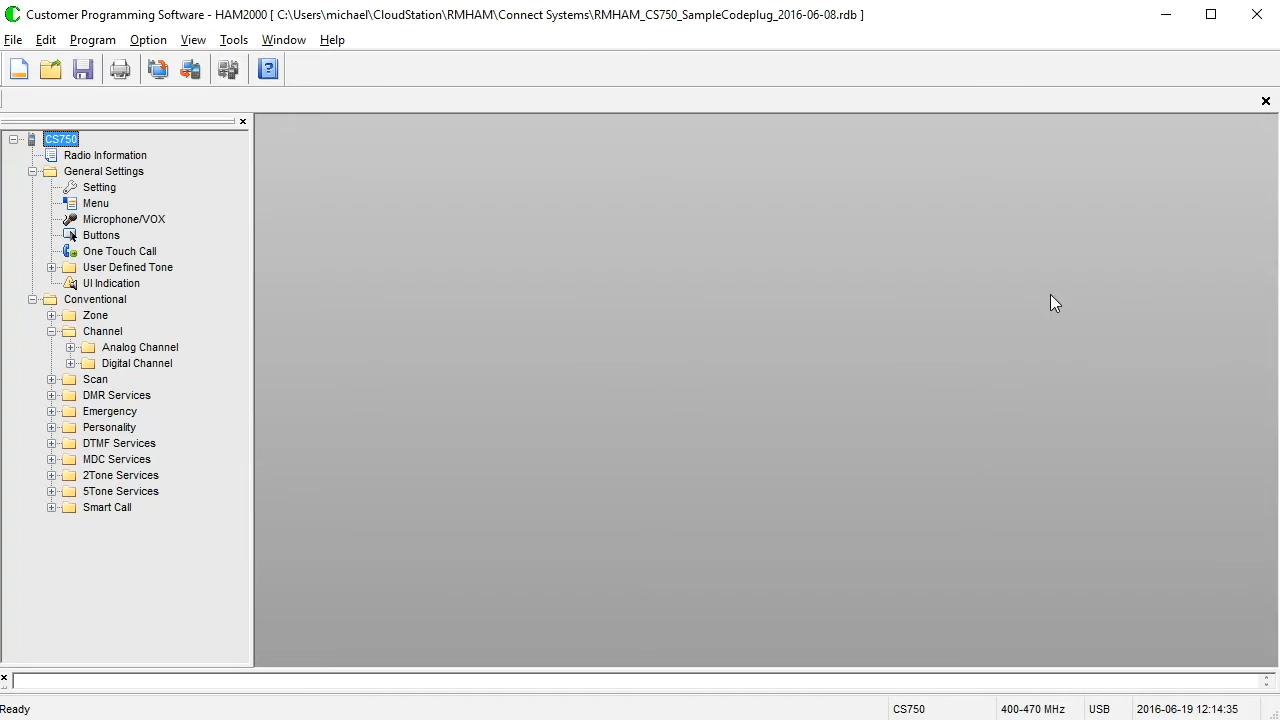 Customer Programming Software - HAM2000 [ C:\Users\michael\CloudStation\RMHAM\Connect Systems\RMHAM_CS750_SampleCodeplug_2016-06-08.rdb ]
File Edit Program Option View Tools Window Help
CS750
Radio Information
General Settings
Setting
Menu
Microphone/VOX
Buttons
One Touch Call
User Defined Tone
UI Indication
Conventional
Zone
Channel
Analog Channel
Digital Channel
Scan
DMR Services
Emergency
Personality
DTMF Services
MDC Services
2Tone Services
5Tone Services
Smart Call
Ready CS750 400-470 MHz USB 2016-06-19 12:14:35